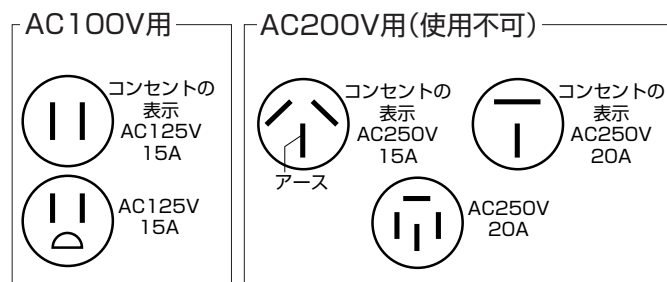 AC100V用
コンセントの
表示
AC125V
15A
AC125V
15A
AC200V用(使用不可)
コンセントの
表示
AC250V
15A
アース
コンセントの
表示
AC250V
20A
AC250V
20A